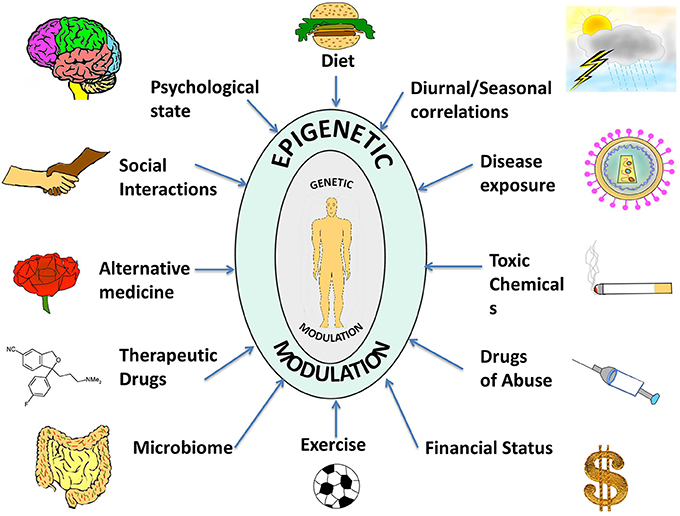 Diet
Psychological
state
Diurnal/Seasonal
correlations
EPIGENETIC
Social
Interactions
GENETIC
Disease
exposure
Alternative
medicine
Toxic
Chemical
s
MODULATION
MODULATION
NC
O
NMe₂
F
Therapeutic
Drugs
Drugs
of Abuse
Microbiome
Exercise
Financial Status
$